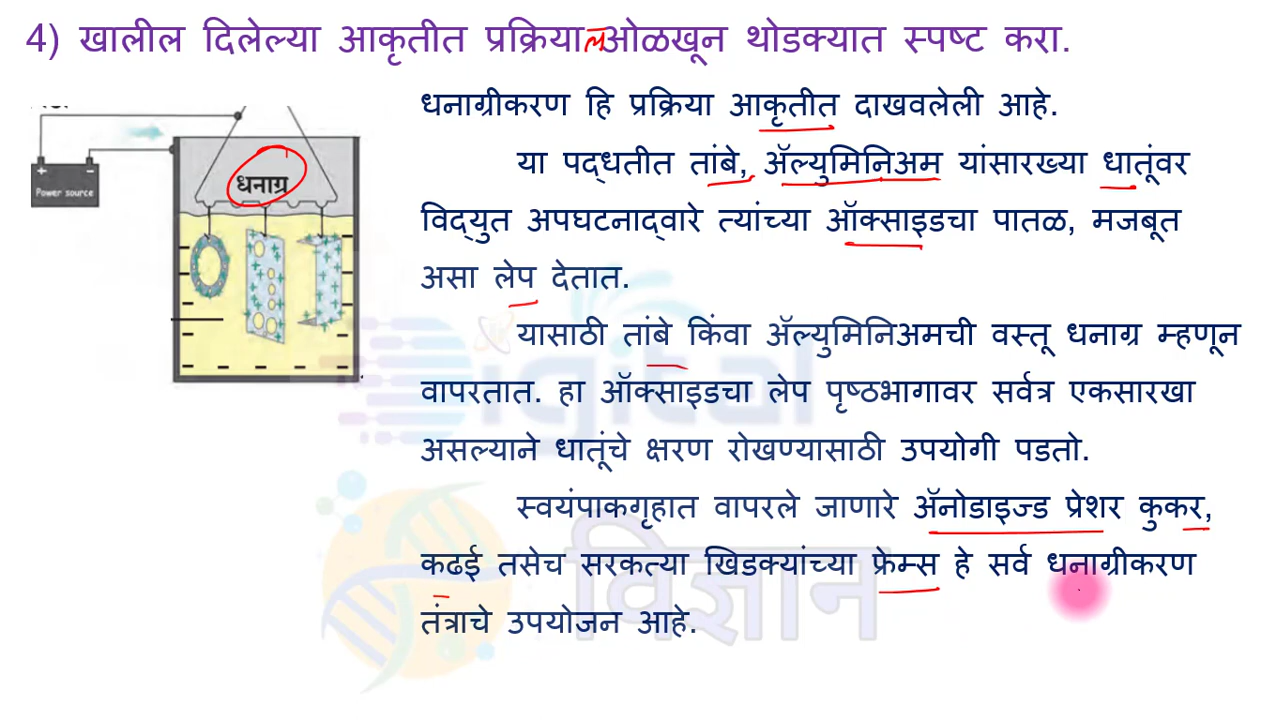 4) खालील दिलेल्या आकृतीत प्रक्रिया ल ओळखून थोडक्यात स्पष्ट करा.
धनाग्रीकरण हि प्रक्रिया आकृतीत दाखवलेली आहे.
या पद्धतीत तांबे, ॲल्युमिनिअम यांसारख्या धातूंवर
विद्युत अपघटनाद्वारे त्यांच्या ऑक्साइडचा पातळ, मजबूत
असा लेप देतात.
यासाठी तांबे किंवा ॲल्युमिनिअमची वस्तू धनाग्र म्हणून
वापरतात. हा ऑक्साइडचा लेप पृष्ठभागावर सर्वत्र एकसारखा
असल्याने धातूंचे क्षरण रोखण्यासाठी उपयोगी पडतो.
स्वयंपाकगृहात वापरले जाणारे ॲनोडाइज्ड प्रेशर कुकर,
कढई तसेच सरकत्या खिडक्यांच्या फ्रेम्स हे सर्व धनाग्रीकरण
तंत्राचे उपयोजन आहे.
धनाग्र
+ −
Power source
Digital
विज्ञान